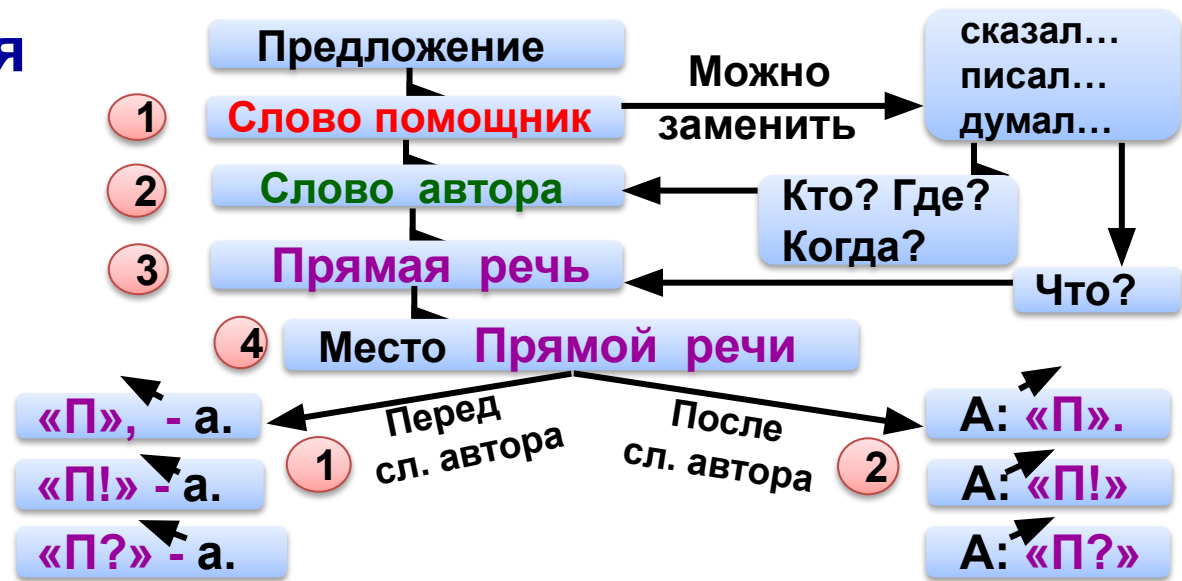 я
Предложение
1
Слово помощник
Можно
заменить
сказал…
писал…
думал…
2
Слово автора
Кто? Где?
Когда?
3
Прямая речь
Что?
4
Место Прямой речи
Перед
сл. автора
1
После
сл. автора
2
«П», - а.
«П!» - а.
«П?» - а.
А: «П».
А: «П!»
А: «П?»